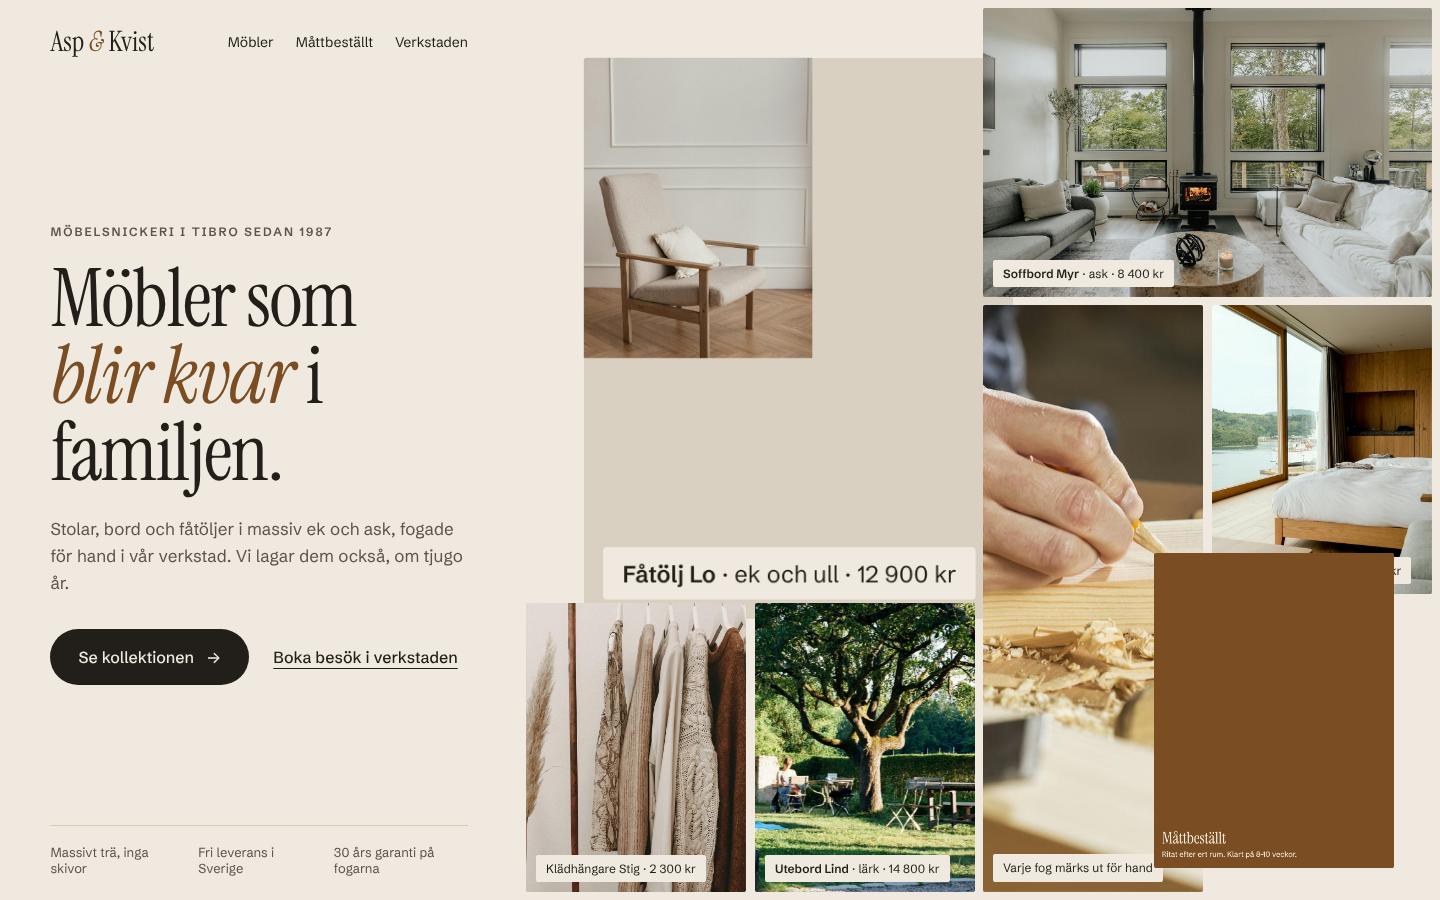 Asp & Kvist
Möbler
Måttbeställt
Verkstaden
MÖBELSNICKERI I TIBRO SEDAN 1987
Möbler som
blir kvar i
familjen.
Stolar, bord och fåtöljer i massiv ek och ask, fogade
för hand i vår verkstad. Vi lagar dem också, om tjugo
år.
Se kollektionen →
Boka besök i verkstaden
Massivt trä, inga
skivor
Fri leverans i
Sverige
30 års garanti på
fogarna
Fåtölj Lo · ek och ull · 12 900 kr
Soffbord Myr · ask · 8 400 kr
kr
Klädhängare Stig · 2 300 kr
Utebord Lind · lärk · 14 800 kr
Varje fog märks ut för hand
Måttbeställt
Ritat efter ert rum. Klart på 8–10 veckor.